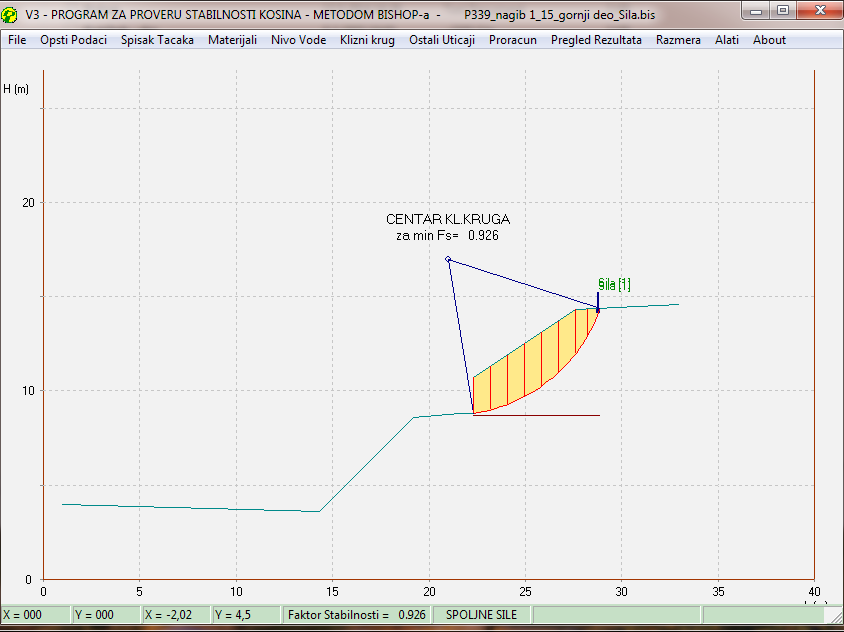 V3 - PROGRAM ZA PROVERU STABILNOSTI KOSINA - METODOM BISHOP-a - P339_nagib 1_15_gornji deo_Sila.bis
File Opsti Podaci Spisak Tacaka Materijali Nivo Vode Klizni krug Ostali Uticaji Proracun Pregled Rezultata Razmera Alati About
H (m)
20
CENTAR KL.KRUGA
za min Fs= 0.926
Sila [1]
10
0
0 5 10 15 20 25 30 35 40
X = 000 Y = 000 X = -2,02 Y = 4,5 Faktor Stabilnosti = 0.926 SPOLJNE SILE